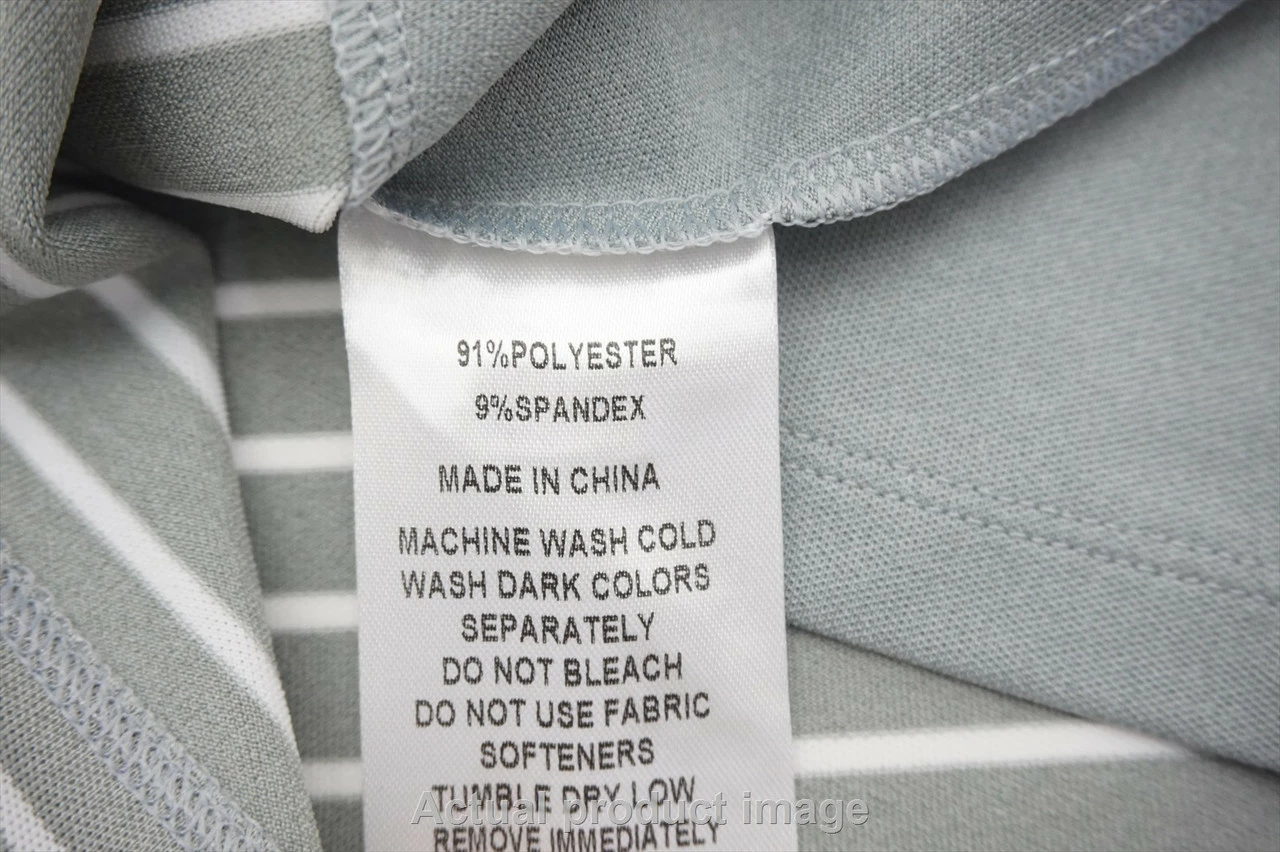 91%POLYESTER
9%SPANDEX
MADE IN CHINA
MACHINE WASH COLD
WASH DARK COLORS
SEPARATELY
DO NOT BLEACH
DO NOT USE FABRIC
SOFTENERS
TUMBLE DRY LOW
Actual product image
REMOVE IMMEDIATELY